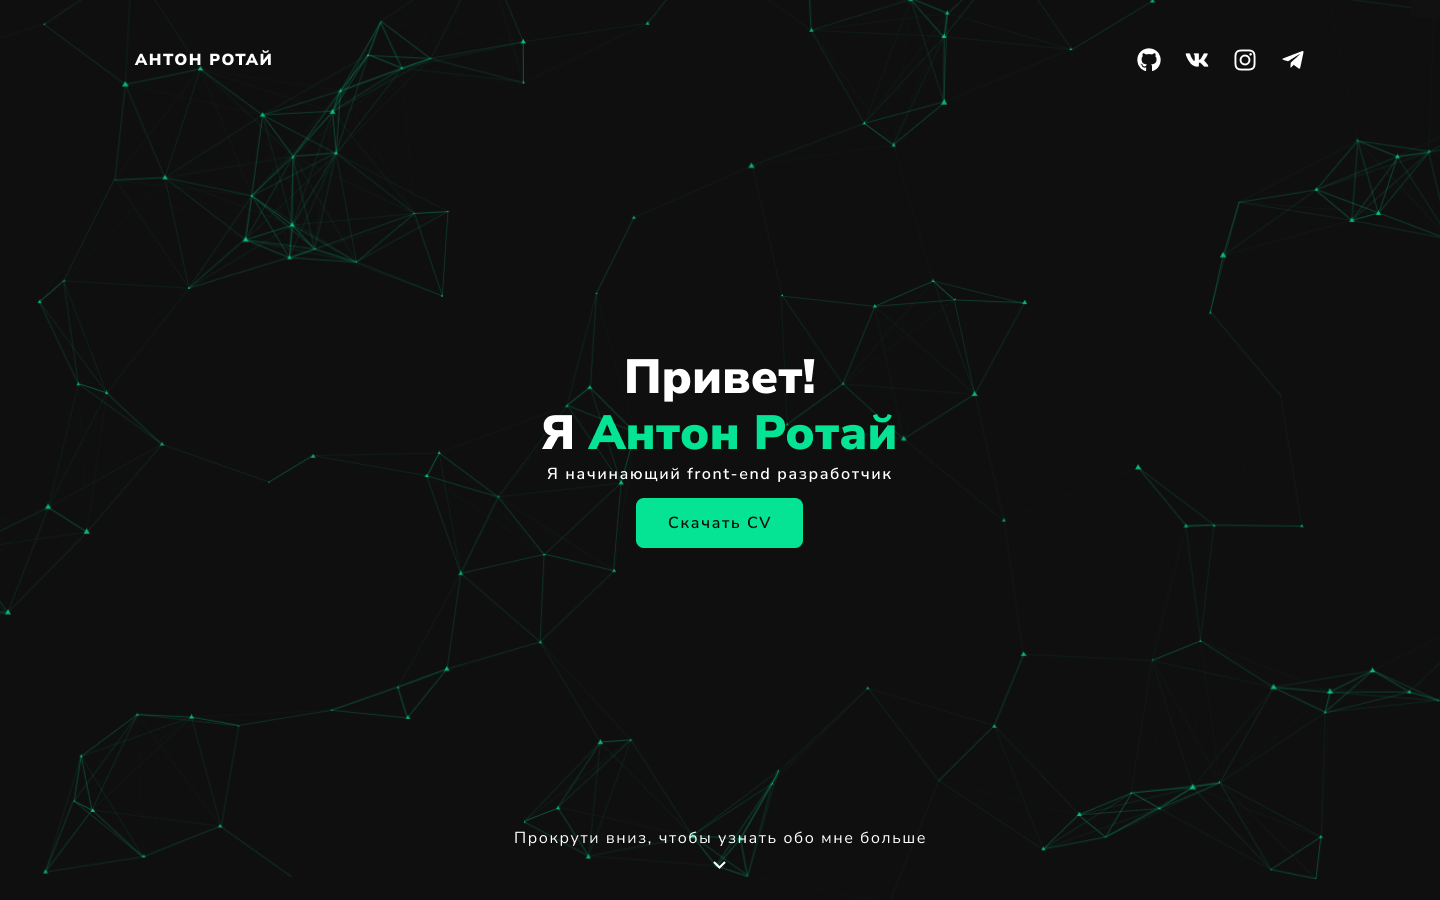 АНТОН РОТАЙ
Привет!
Я Антон Ротай
Я начинающий front-end разработчик
Скачать CV
Прокрути вниз, чтобы узнать обо мне больше